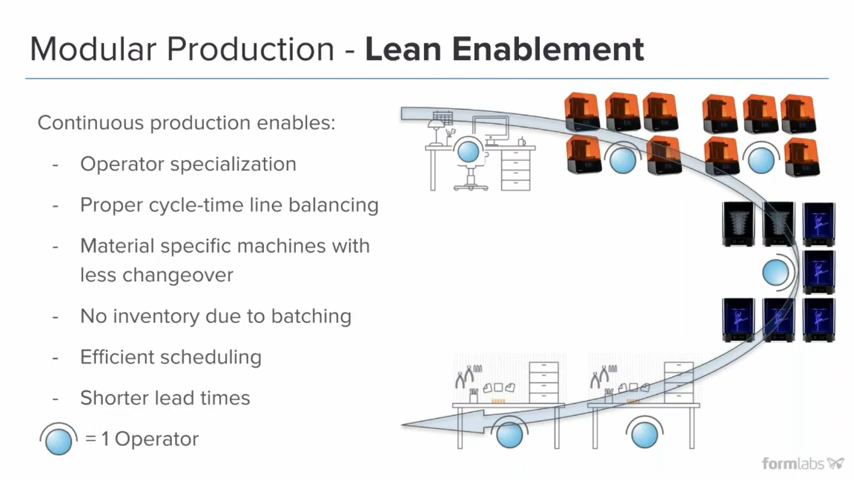 Modular Production - Lean Enablement
Continuous production enables:
- Operator specialization
- Proper cycle-time line balancing
- Material specific machines with
less changeover
- No inventory due to batching
- Efficient scheduling
- Shorter lead times
= 1 Operator
formlabs